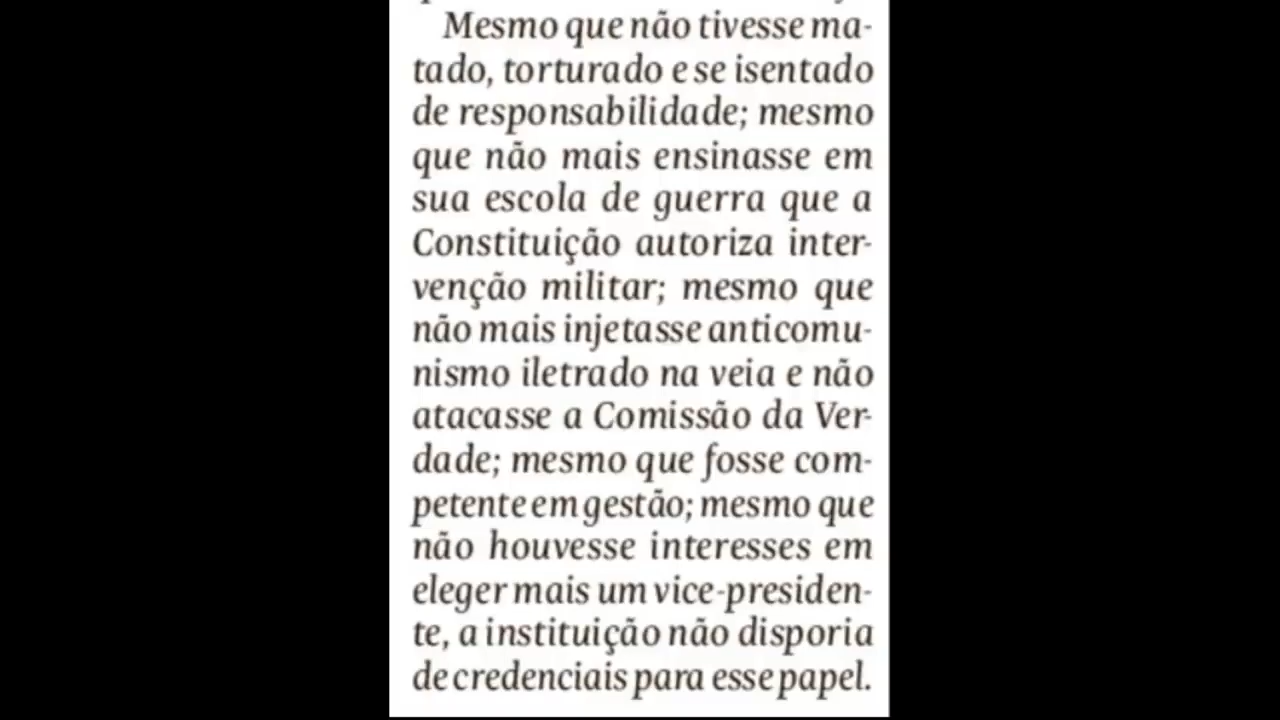 Mesmo que não tivesse ma-
tado, torturado e se isentado
de responsabilidade; mesmo
que não mais ensinasse em
sua escola de guerra que a
Constituição autoriza inter-
venção militar; mesmo que
não mais injetasse anticomu-
nismo iletrado na veia e não
atacasse a Comissão da Ver-
dade; mesmo que fosse com-
petente em gestão; mesmo que
não houvesse interesses em
eleger mais um vice-presiden-
te, a instituição não disporia
de credenciais para esse papel.